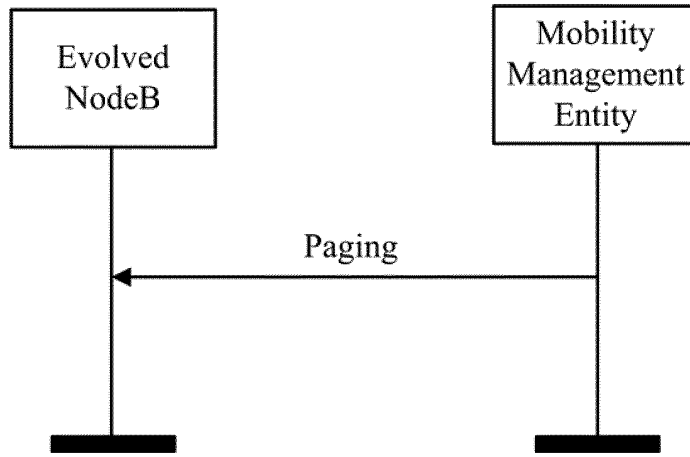 Evolved
NodeB
Mobility
Management
Entity
Paging